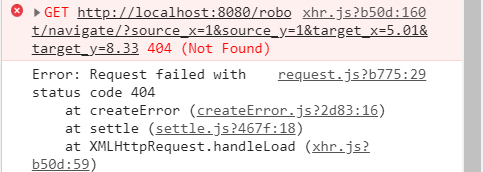 GET http://localhost:8080/robo xhr.js?b50d:160
t/navigate/?source_x=1&source_y=1&target_x=5.01&
target_y=8.33 404 (Not Found)
Error: Request failed with request.js?b775:29
status code 404
at createError (createError.js?2d83:16)
at settle (settle.js?467f:18)
at XMLHttpRequest.handleLoad (xhr.js?
b50d:59)